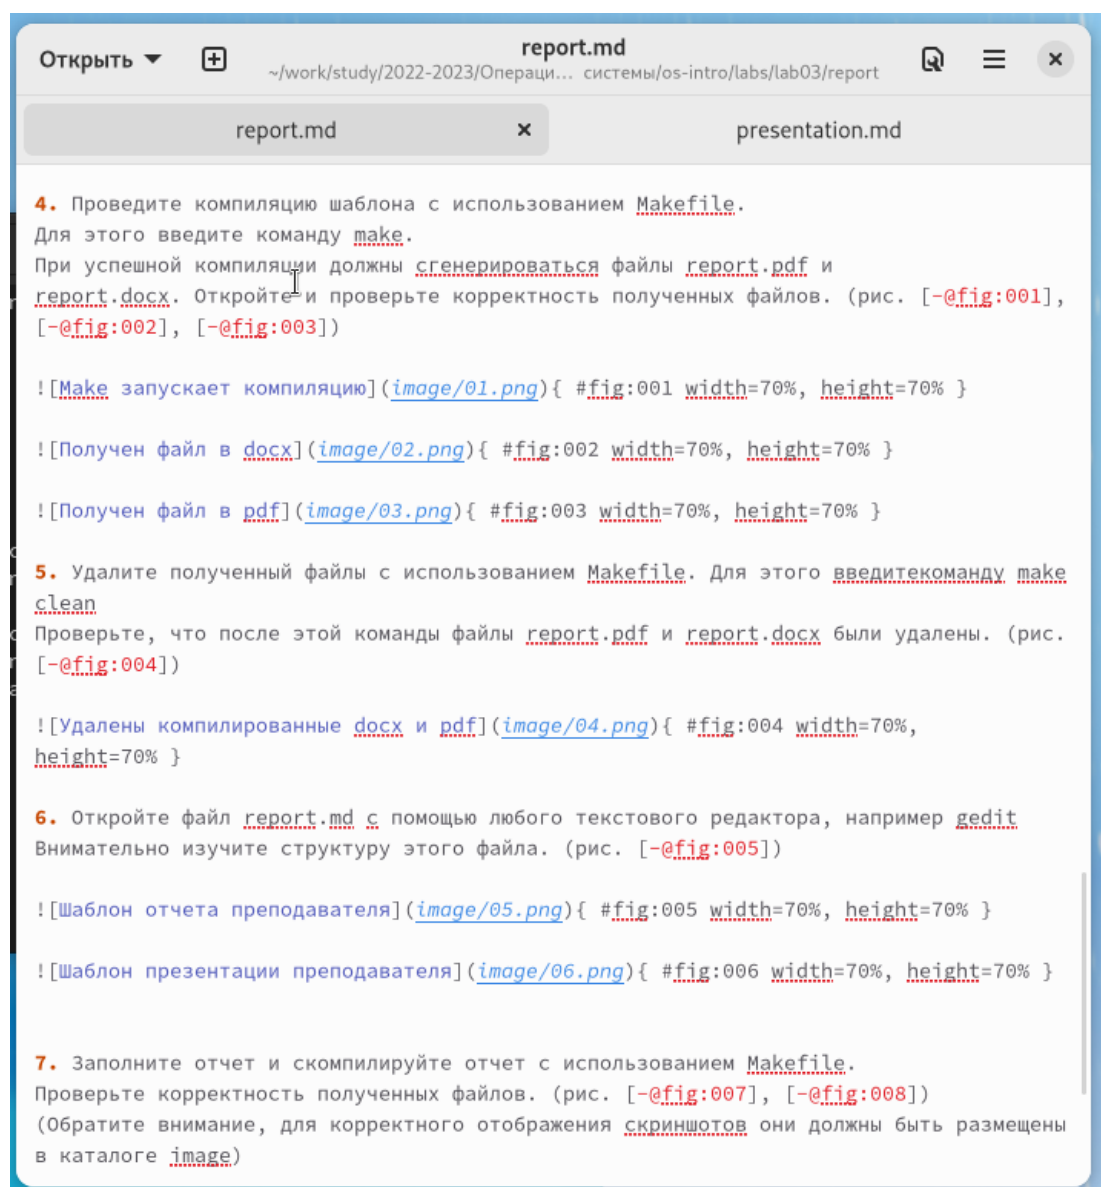 Открыть
report.md
~/work/study/2022-2023/Операци… системы/os-intro/labs/lab03/report
report.md
presentation.md
4. Проведите компиляцию шаблона с использованием Makefile.
Для этого введите команду make.
При успешной компиляции должны сгенерироваться файлы report.pdf и
report.docx. Откройте и проверьте корректность полученных файлов. (рис. [-@fig:001],
[-@fig:002], [-@fig:003])
![Make запускает компиляцию](image/01.png){ #fig:001 width=70%, height=70% }
![Получен файл в docx](image/02.png){ #fig:002 width=70%, height=70% }
![Получен файл в pdf](image/03.png){ #fig:003 width=70%, height=70% }
5. Удалите полученный файлы с использованием Makefile. Для этого введитекоманду make
clean
Проверьте, что после этой команды файлы report.pdf и report.docx были удалены. (рис.
[-@fig:004])
![Удалены компилированные docx и pdf](image/04.png){ #fig:004 width=70%,
height=70% }
6. Откройте файл report.md c помощью любого текстового редактора, например gedit
Внимательно изучите структуру этого файла. (рис. [-@fig:005])
![Шаблон отчета преподавателя](image/05.png){ #fig:005 width=70%, height=70% }
![Шаблон презентации преподавателя](image/06.png){ #fig:006 width=70%, height=70% }
7. Заполните отчет и скомпилируйте отчет с использованием Makefile.
Проверьте корректность полученных файлов. (рис. [-@fig:007], [-@fig:008])
(Обратите внимание, для корректного отображения скриншотов они должны быть размещены
в каталоге image)